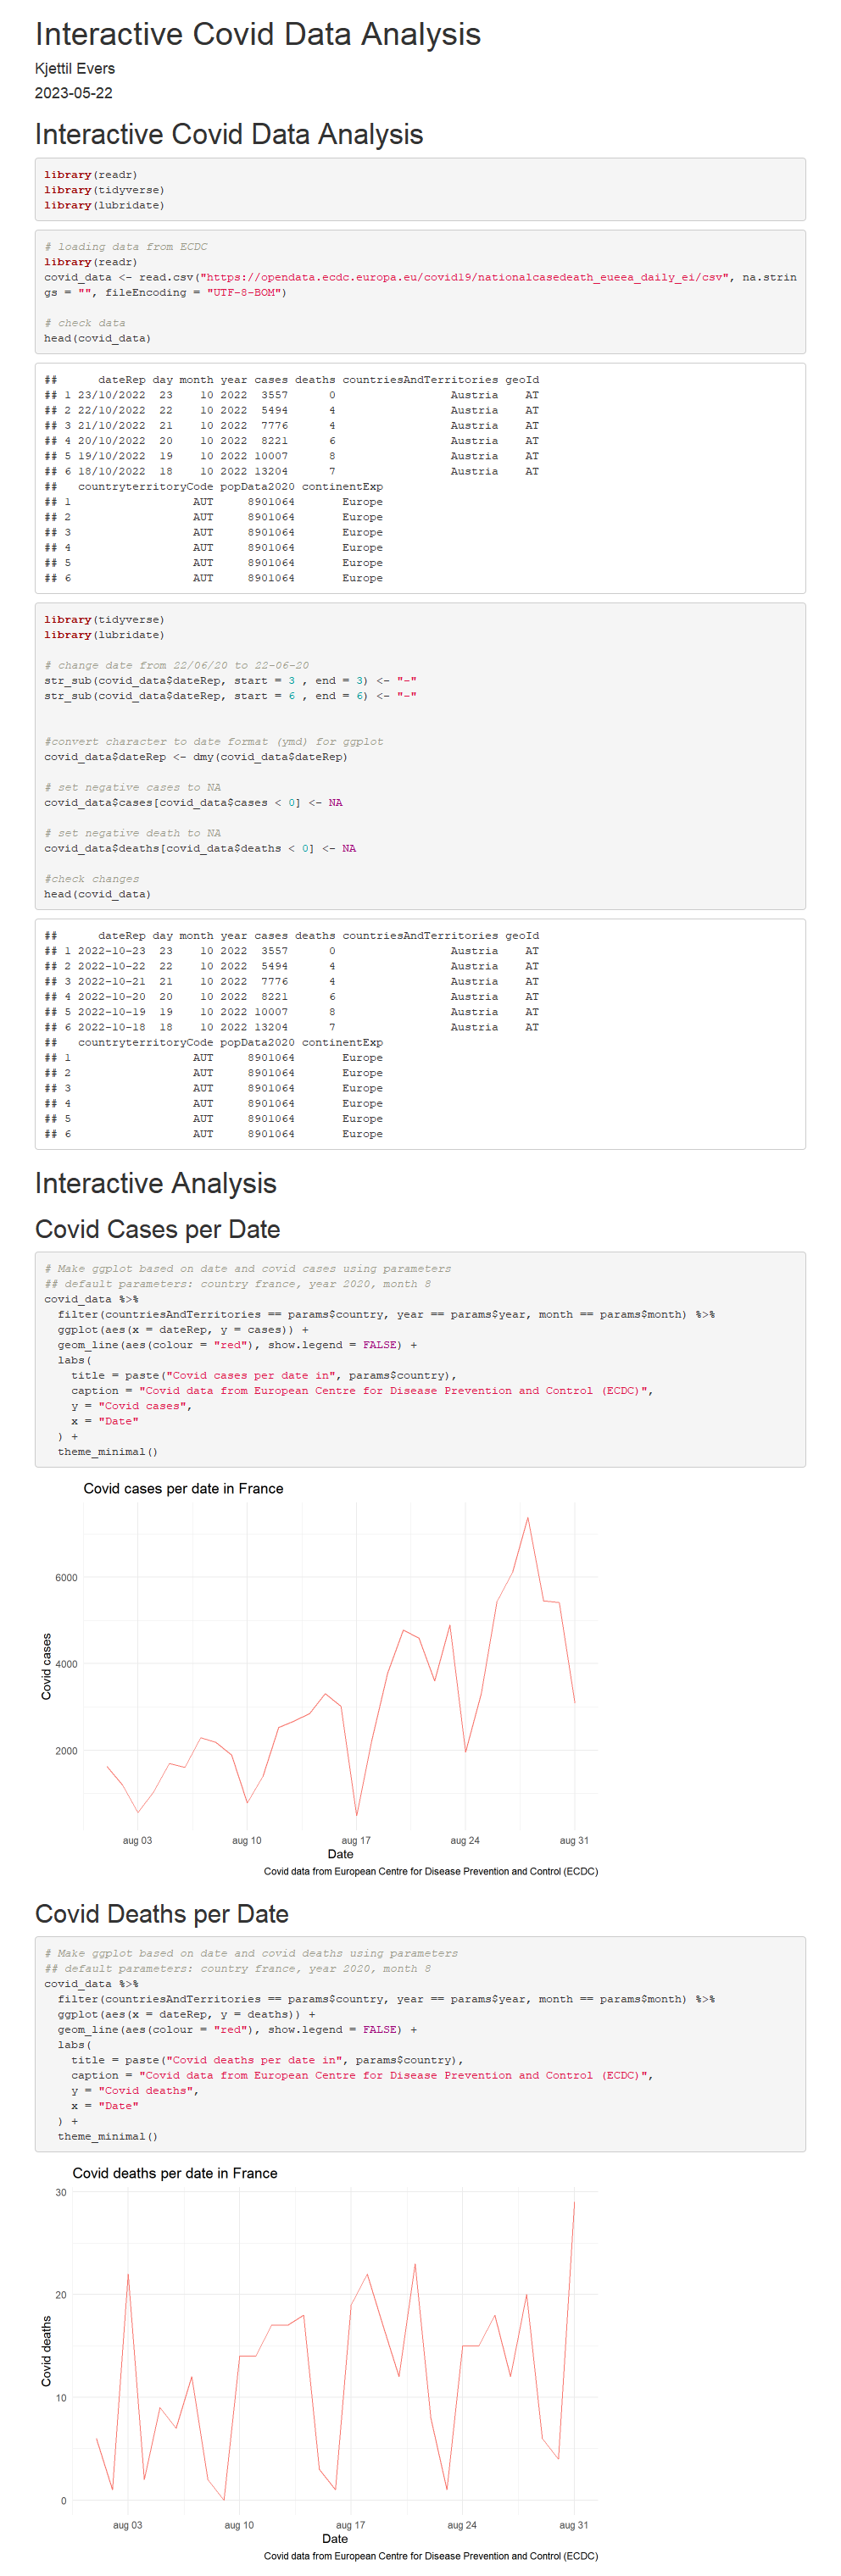 Interactive Covid Data Analysis
Kjettil Evers
2023-05-22
Interactive Covid Data Analysis
library(readr)
library(tidyverse)
library(lubridate)
# loading data from ECDC
library(readr)
covid_data <- read.csv("https://opendata.ecdc.europa.eu/covid19/nationalcasedeath_eueea_daily_ei/csv", na.strin
gs = "", fileEncoding = "UTF-8-BOM")
# check data
head(covid_data)
##      dateRep day month year cases deaths countriesAndTerritories geoId
## 1 23/10/2022  23    10 2022  3557      0                 Austria    AT
## 2 22/10/2022  22    10 2022  5494      4                 Austria    AT
## 3 21/10/2022  21    10 2022  7776      4                 Austria    AT
## 4 20/10/2022  20    10 2022  8221      6                 Austria    AT
## 5 19/10/2022  19    10 2022 10007      8                 Austria    AT
## 6 18/10/2022  18    10 2022 13204      7                 Austria    AT
##   countryterritoryCode popData2020 continentExp
## 1                  AUT     8901064       Europe
## 2                  AUT     8901064       Europe
## 3                  AUT     8901064       Europe
## 4                  AUT     8901064       Europe
## 5                  AUT     8901064       Europe
## 6                  AUT     8901064       Europe
library(tidyverse)
library(lubridate)
# change date from 22/06/20 to 22-06-20
str_sub(covid_data$dateRep, start = 3 , end = 3) <- "-"
str_sub(covid_data$dateRep, start = 6 , end = 6) <- "-"
#convert character to date format (ymd) for ggplot
covid_data$dateRep <- dmy(covid_data$dateRep)
# set negative cases to NA
covid_data$cases[covid_data$cases < 0] <- NA
# set negative death to NA
covid_data$deaths[covid_data$deaths < 0] <- NA
#check changes
head(covid_data)
##      dateRep day month year cases deaths countriesAndTerritories geoId
## 1 2022-10-23  23    10 2022  3557      0                 Austria    AT
## 2 2022-10-22  22    10 2022  5494      4                 Austria    AT
## 3 2022-10-21  21    10 2022  7776      4                 Austria    AT
## 4 2022-10-20  20    10 2022  8221      6                 Austria    AT
## 5 2022-10-19  19    10 2022 10007      8                 Austria    AT
## 6 2022-10-18  18    10 2022 13204      7                 Austria    AT
##   countryterritoryCode popData2020 continentExp
## 1                  AUT     8901064       Europe
## 2                  AUT     8901064       Europe
## 3                  AUT     8901064       Europe
## 4                  AUT     8901064       Europe
## 5                  AUT     8901064       Europe
## 6                  AUT     8901064       Europe
Interactive Analysis
Covid Cases per Date
# Make ggplot based on date and covid cases using parameters
## default parameters: country france, year 2020, month 8
covid_data %>%
  filter(countriesAndTerritories == params$country, year == params$year, month == params$month) %>%
  ggplot(aes(x = dateRep, y = cases)) +
  geom_line(aes(colour = "red"), show.legend = FALSE) +
  labs(
    title = paste("Covid cases per date in", params$country),
    caption = "Covid data from European Centre for Disease Prevention and Control (ECDC)",
    y = "Covid cases",
    x = "Date"
  ) +
  theme_minimal()
Covid cases per date in France
6000
4000
2000
Covid cases
aug 03 aug 10 aug 17 aug 24 aug 31
Date
Covid data from European Centre for Disease Prevention and Control (ECDC)
Covid Deaths per Date
# Make ggplot based on date and covid deaths using parameters
## default parameters: country france, year 2020, month 8
covid_data %>%
  filter(countriesAndTerritories == params$country, year == params$year, month == params$month) %>%
  ggplot(aes(x = dateRep, y = deaths)) +
  geom_line(aes(colour = "red"), show.legend = FALSE) +
  labs(
    title = paste("Covid deaths per date in", params$country),
    caption = "Covid data from European Centre for Disease Prevention and Control (ECDC)",
    y = "Covid deaths",
    x = "Date"
  ) +
  theme_minimal()
Covid deaths per date in France
30
20
10
0
Covid deaths
aug 03 aug 10 aug 17 aug 24 aug 31
Date
Covid data from European Centre for Disease Prevention and Control (ECDC)